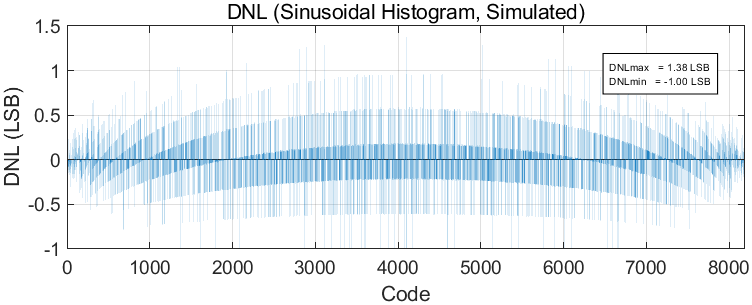 DNL (Sinusoidal Histogram, Simulated)
1.5
1
0.5
0
-0.5
-1
DNL (LSB)
DNLmax = 1.38 LSB
DNLmin = -1.00 LSB
0 1000 2000 3000 4000 5000 6000 7000 8000
Code